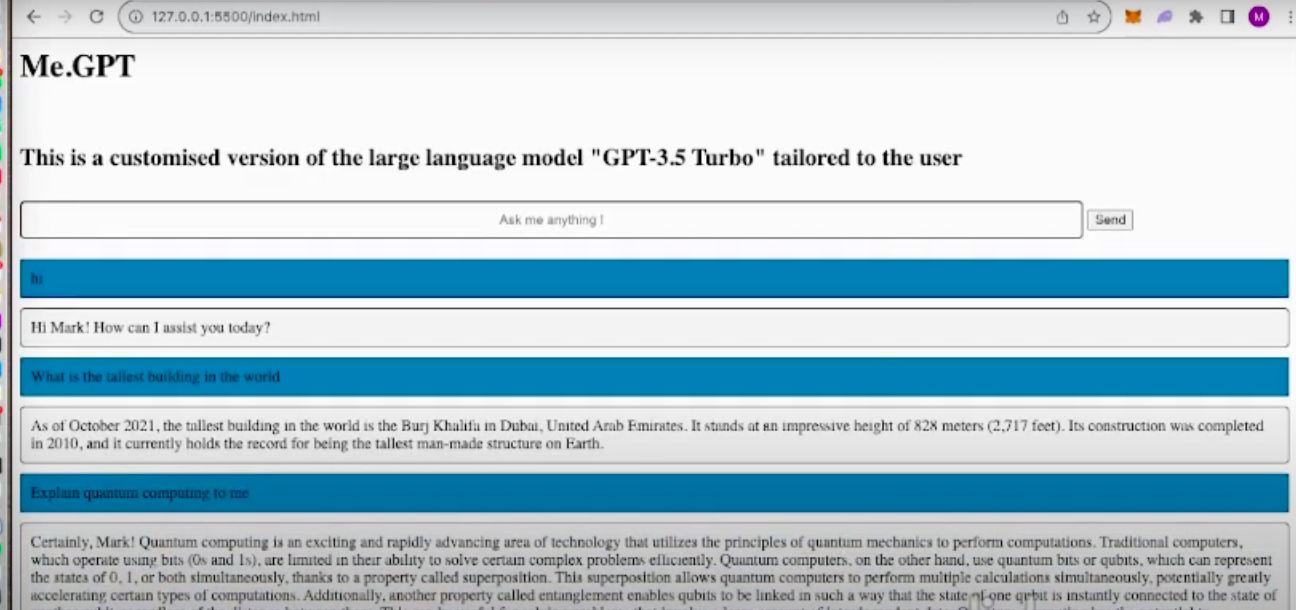 127.0.0.1:5500/index.html
M
Me.GPT
This is a customised version of the large language model "GPT-3.5 Turbo" tailored to the user
Ask me anything !
Send
hi
Hi Mark! How can I assist you today?
What is the tallest building in the world
As of October 2021, the tallest building in the world is the Burj Khalifa in Dubai, United Arab Emirates. It stands at an impressive height of 828 meters (2,717 feet). Its construction was completed
in 2010, and it currently holds the record for being the tallest man-made structure on Earth.
Explain quantum computing to me
Certainly, Mark! Quantum computing is an exciting and rapidly advancing area of technology that utilizes the principles of quantum mechanics to perform computations. Traditional computers,
which operate using bits (0s and 1s), are limited in their ability to solve certain complex problems efficiently. Quantum computers, on the other hand, use quantum bits or qubits, which can represent
the states of 0, 1, or both simultaneously, thanks to a property called superposition. This superposition allows quantum computers to perform multiple calculations simultaneously, potentially greatly
accelerating certain types of computations. Additionally, another property called entanglement enables qubits to be linked in such a way that the state of one qubit is instantly connected to the state of